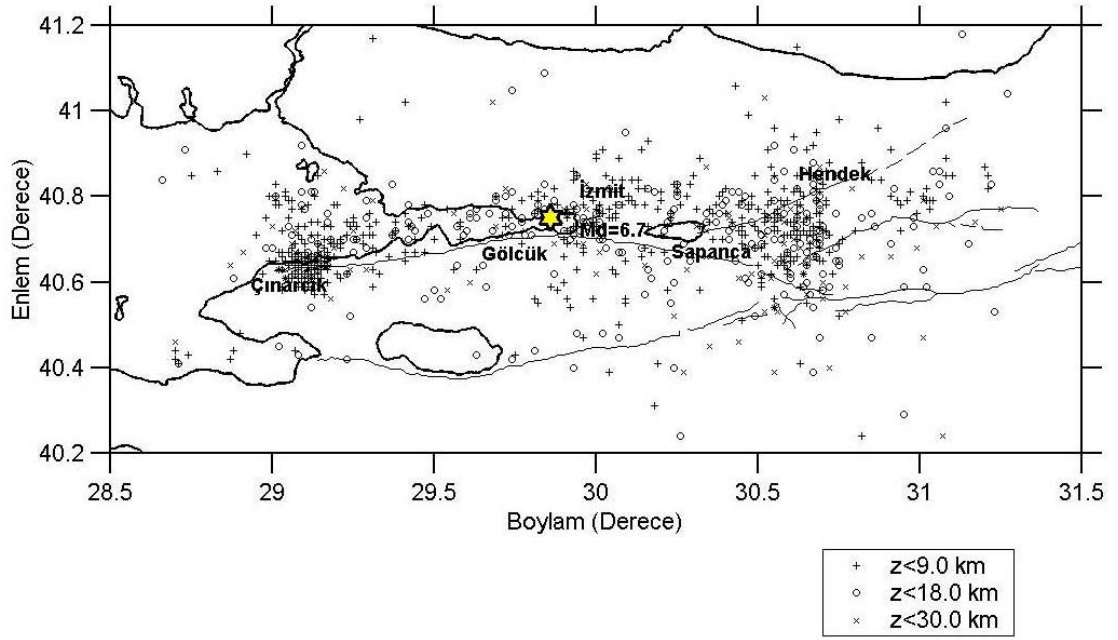 41.2
41
40.8
40.6
40.4
40.2
Enlem (Derece)
Hendek
İzmit
Md=6.7
Gölcük
Sapanca
Çınarcık
28.5
29
29.5
30
30.5
31
31.5
Boylam (Derece)
z<9.0 km
z<18.0 km
z<30.0 km